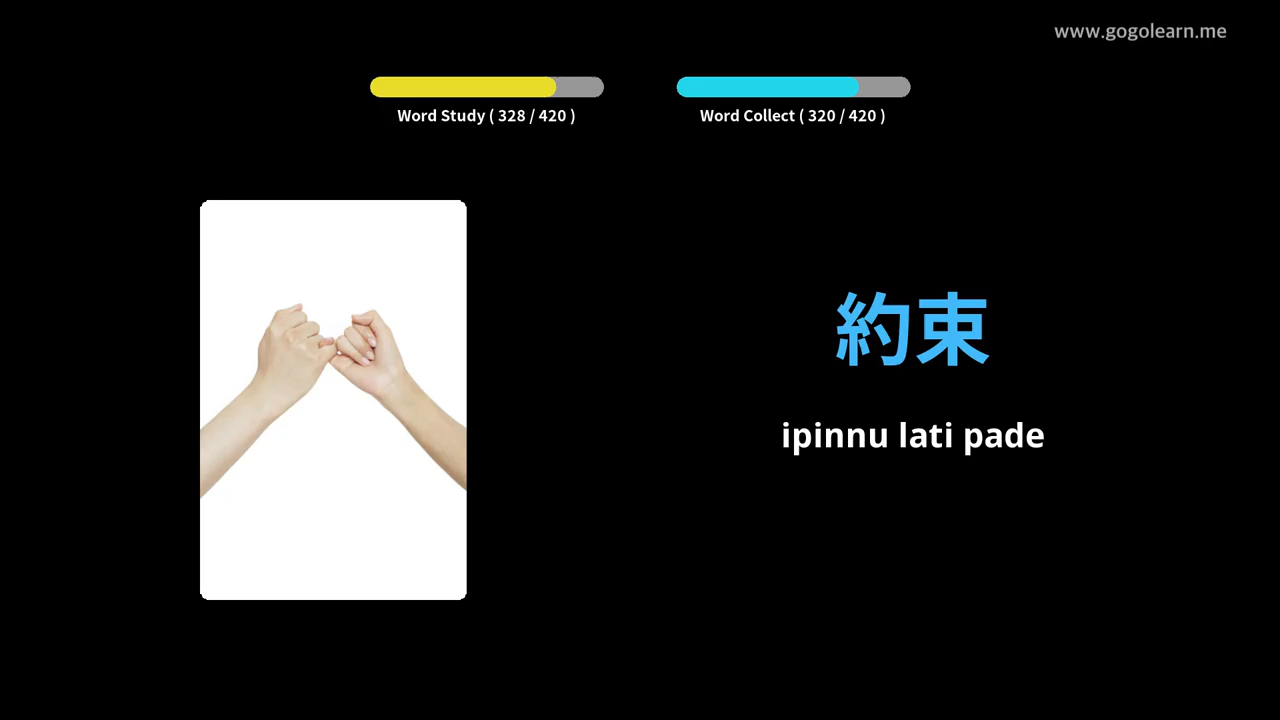 www.gogolearn.me
Word Study ( 328 / 420 )
Word Collect ( 320 / 420 )
約束
ipinnu lati pade